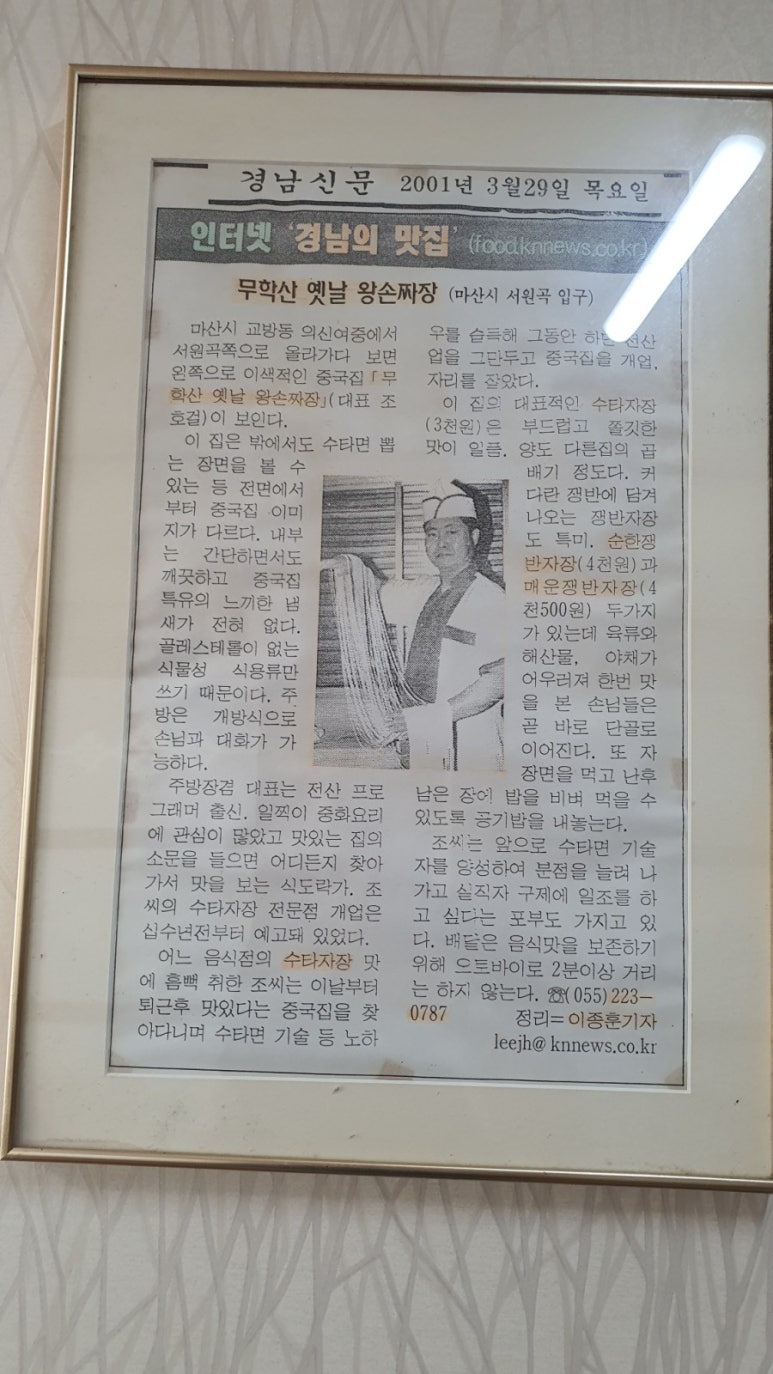 경남신문 2001년 3월29일 목요일
인터넷 '경남의 맛집' (food.knnews.co.kr)
무학산 옛날 왕손짜장 (마산시 서원곡 입구)
마산시 교방동 의신여중에서
서원곡쪽으로 올라가다 보면
왼쪽으로 이색적인 중국집 「무
학산 옛날 왕손짜장」(대표 조
호걸)이 보인다.
이 집은 밖에서도 수타면 뽑
는 장면을 볼 수
있는 등 전면에서
부터 중국집 이미
지가 다르다. 내부
는 간단하면서도
깨끗하고 중국집
특유의 느끼한 냄
새가 전혀 없다.
콜레스테롤이 없는
식물성 식용류만
쓰기 때문이다. 주
방은 개방식으로
손님과 대화가 가
능하다.
주방장겸 대표는 전산 프로
그래머 출신. 일찍이 중화요리
에 관심이 많았고 맛있는 집의
소문을 들으면 어디든지 찾아
가서 맛을 보는 식도락가. 조
씨의 수타자장 전문점 개업은
십수년전부터 예고돼 있었다.
어느 음식점의 수타자장 맛
에 흠뻑 취한 조씨는 이날부터
퇴근후 맛있다는 중국집을 찾
아다니며 수타면 기술 등 노하
우를 습득해 그동안 하던 전산
업을 그만두고 중국집을 개업,
자리를 잡았다.
이 집의 대표적인 수타자장
(3천원)은 부드럽고 쫄깃한
맛이 일품. 양도 다른집의 곱
배기 정도다. 커
다란 쟁반에 담겨
나오는 쟁반자장
도 특미. 순한쟁
반자장(4천원)과
매운쟁반자장(4
천500원) 두가지
가 있는데 육류와
해산물, 야채가
어우러져 한번 맛
을 본 손님들은
곧 바로 단골로
이어진다. 또 자
장면을 먹고 난후
남은 장에 밥을 비벼 먹을 수
있도록 공기밥을 내놓는다.
조씨는 앞으로 수타면 기술
자를 양성하여 분점을 늘려 나
가고 실직자 구제에 일조를 하
고 싶다는 포부도 가지고 있
다. 배달은 음식맛을 보존하기
위해 오토바이로 2분이상 거리
는 하지 않는다. ☎(055)223-
0787 정리=이종훈기자
leejh@knnews.co.kr